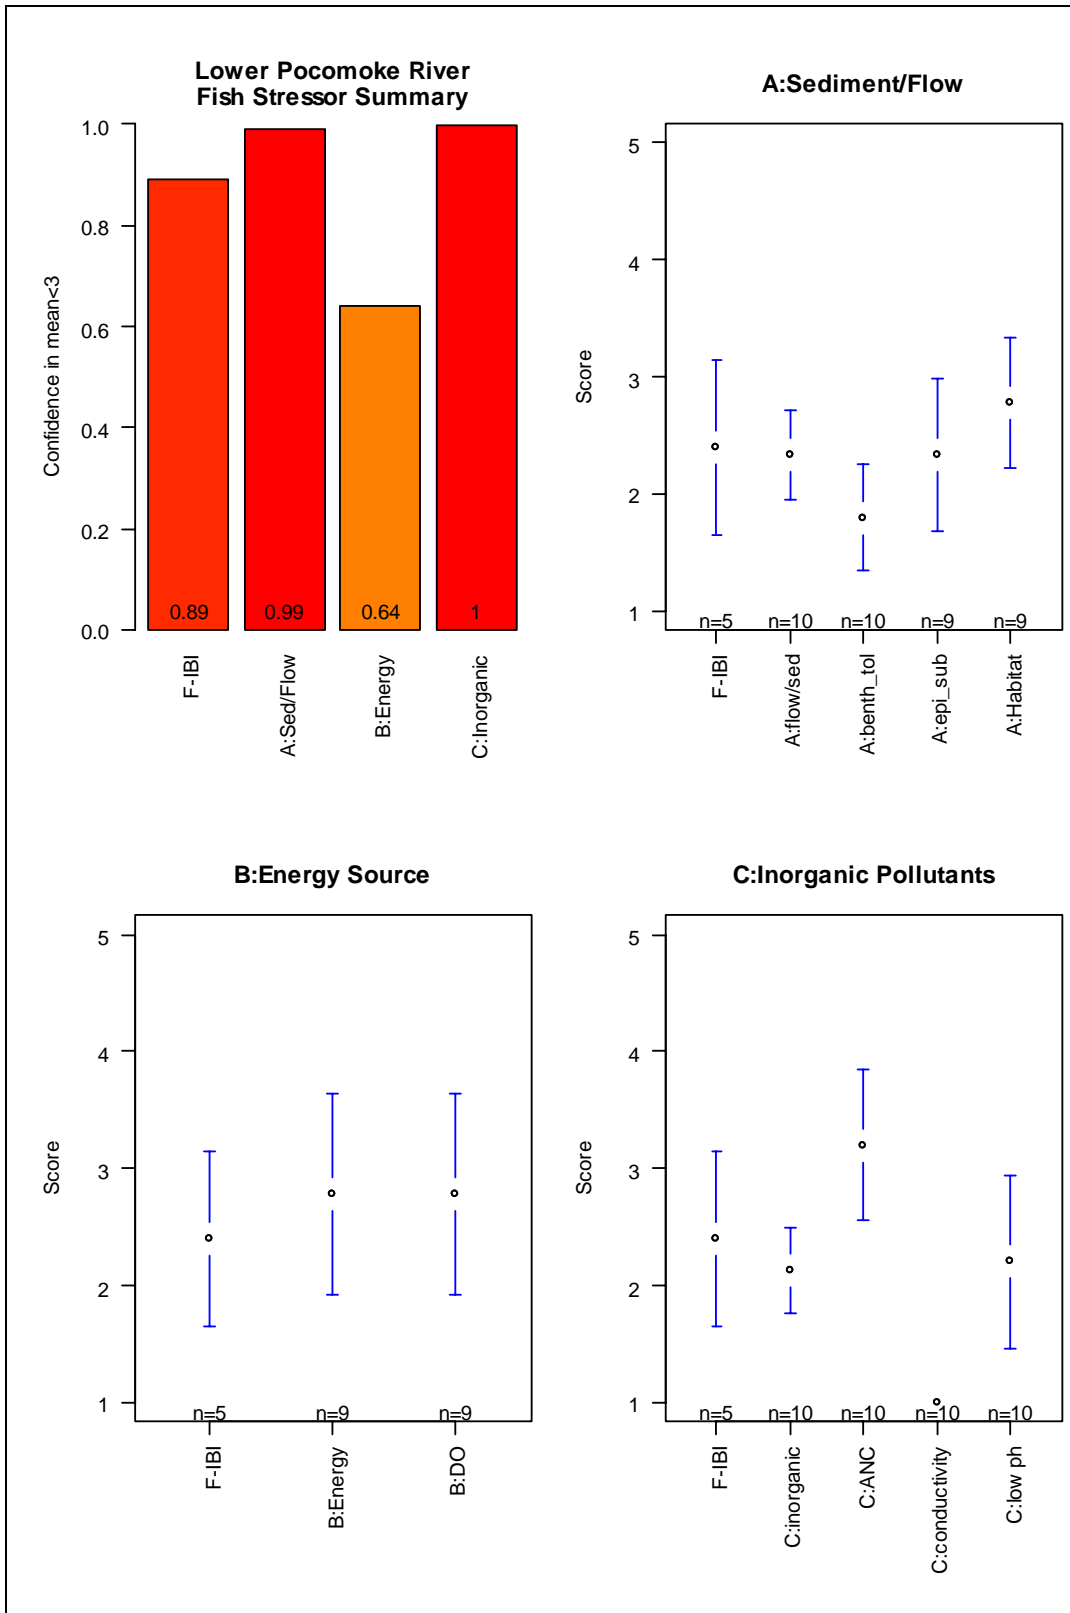 Lower Pocomoke River
Fish Stressor Summary
Confidence in mean<3
1.0
0.8
0.6
0.4
0.2
0.0
0.89
0.99
0.64
1
F-IBI
A:Sed/Flow
B:Energy
C:Inorganic
A:Sediment/Flow
Score
5
4
3
2
1
n=5
n=10
n=10
n=9
n=9
F-IBI
A:flow/sed
A:benth_tol
A:epi_sub
A:Habitat
B:Energy Source
Score
5
4
3
2
1
n=5
n=9
n=9
F-IBI
B:Energy
B:DO
C:Inorganic Pollutants
Score
5
4
3
2
1
n=5
n=10
n=10
n=10
n=10
F-IBI
C:inorganic
C:ANC
C:conductivity
C:low ph